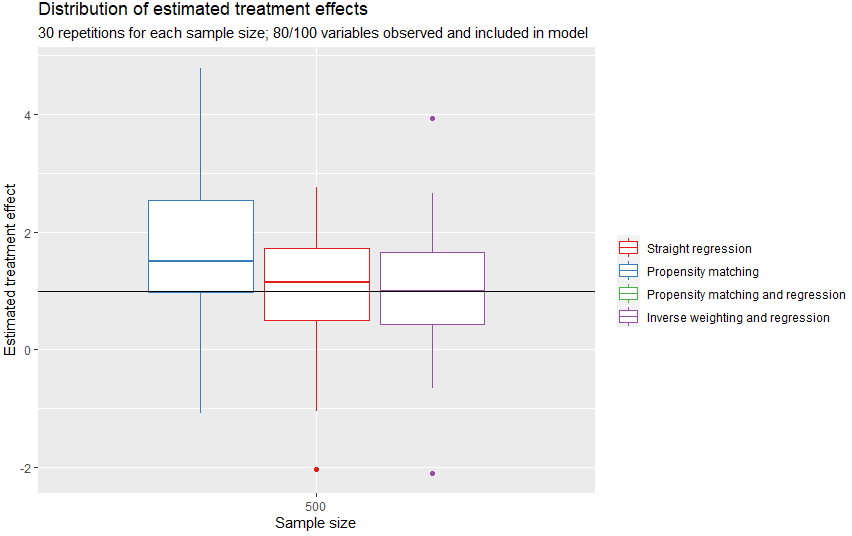 Distribution of estimated treatment effects
30 repetitions for each sample size; 80/100 variables observed and included in model
Estimated treatment effect
4
2
0
-2
500
Sample size
Straight regression
Propensity matching
Propensity matching and regression
Inverse weighting and regression